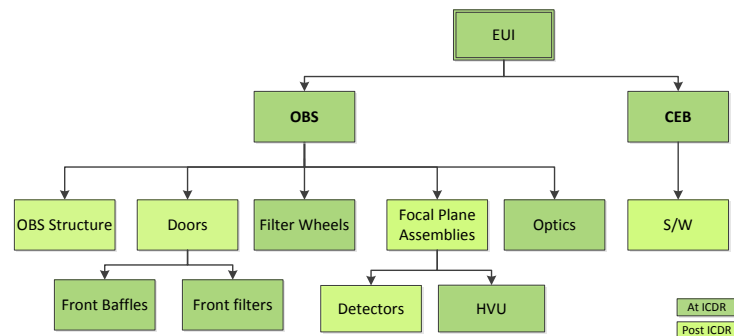 EUI
OBS
CEB
OBS Structure
Doors
Filter Wheels
Focal Plane
Assemblies
Optics
S/W
Front Baffles
Front filters
Detectors
HVU
At ICDR
Post ICDR